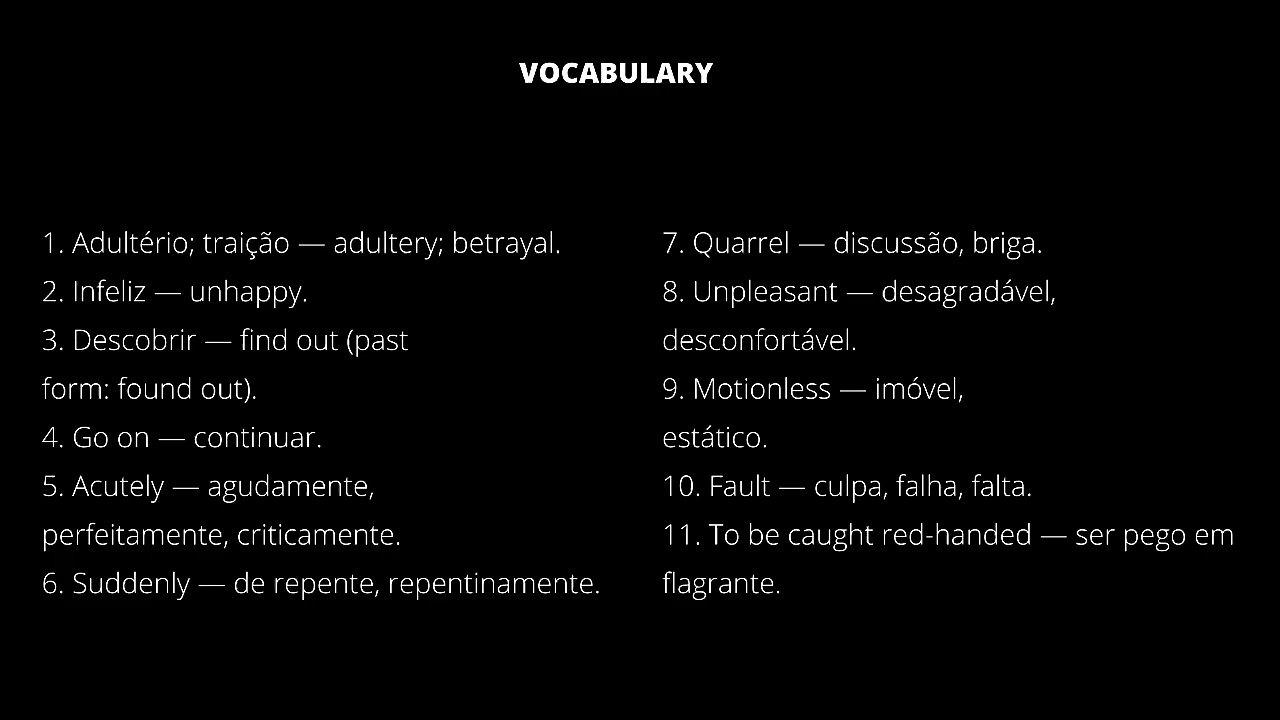 VOCABULARY
1. Adultério; traição — adultery; betrayal.
2. Infeliz — unhappy.
3. Descobrir — find out (past
form: found out).
4. Go on — continuar.
5. Acutely — agudamente,
perfeitamente, criticamente.
6. Suddenly — de repente, repentinamente.
7. Quarrel — discussão, briga.
8. Unpleasant — desagradável,
desconfortável.
9. Motionless — imóvel,
estático.
10. Fault — culpa, falha, falta.
11. To be caught red-handed — ser pego em
flagrante.